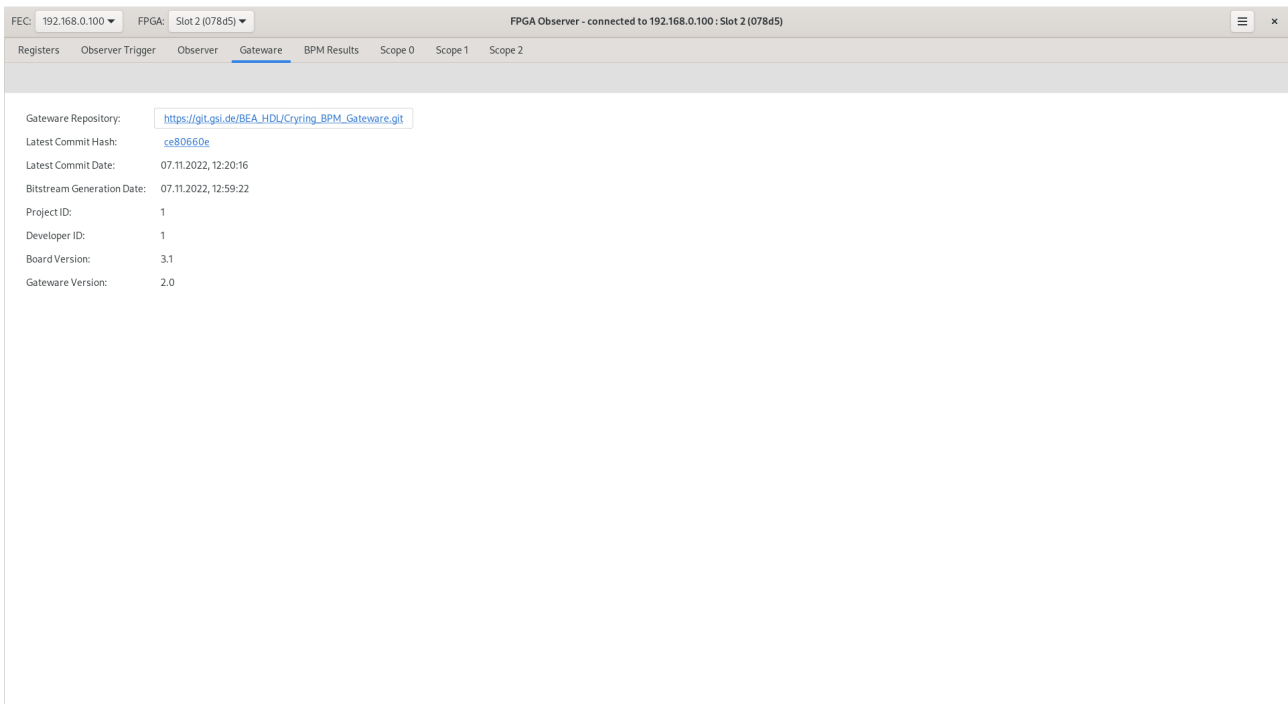 FEC: 192.168.0.100 FPGA: Slot 2 (078d5) FPGA Observer - connected to 192.168.0.100 : Slot 2 (078d5)
Registers Observer Trigger Observer Gateware BPM Results Scope 0 Scope 1 Scope 2
Gateware Repository: https://git.gsi.de/BEA_HDL/Cryring_BPM_Gateware.git
Latest Commit Hash: ce80660e
Latest Commit Date: 07.11.2022, 12:20:16
Bitstream Generation Date: 07.11.2022, 12:59:22
Project ID: 1
Developer ID: 1
Board Version: 3.1
Gateware Version: 2.0